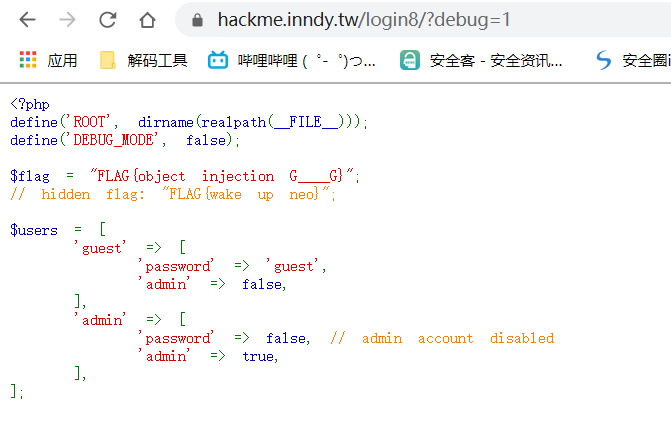 hackme.inndy.tw/login8/?debug=1
应用 解码工具 哔哩哔哩 ( ゜- ゜)つ... 安全客 - 安全资讯... 安全圈
<?php
define('ROOT', dirname(realpath(__FILE__)));
define('DEBUG_MODE', false);
$flag = "FLAG{object injection G____G}";
// hidden flag: "FLAG{wake up neo}";
$users = [
'guest' => [
'password' => 'guest',
'admin' => false,
],
'admin' => [
'password' => false, // admin account disabled
'admin' => true,
],
];